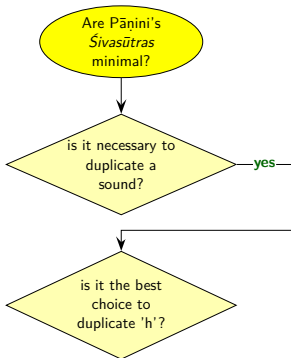 Are Pāṇini's
Śivasūtras
minimal?
is it necessary to
duplicate a
sound?
yes
is it the best
choice to
duplicate 'h'?